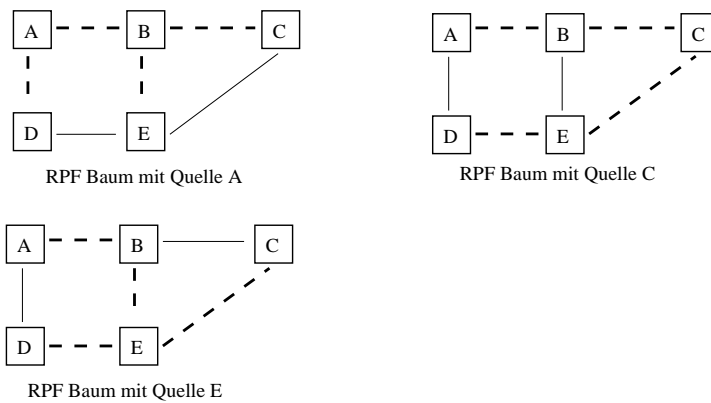 A B C
D E
RPF Baum mit Quelle A
A B C
D E
RPF Baum mit Quelle C
A B C
D E
RPF Baum mit Quelle E